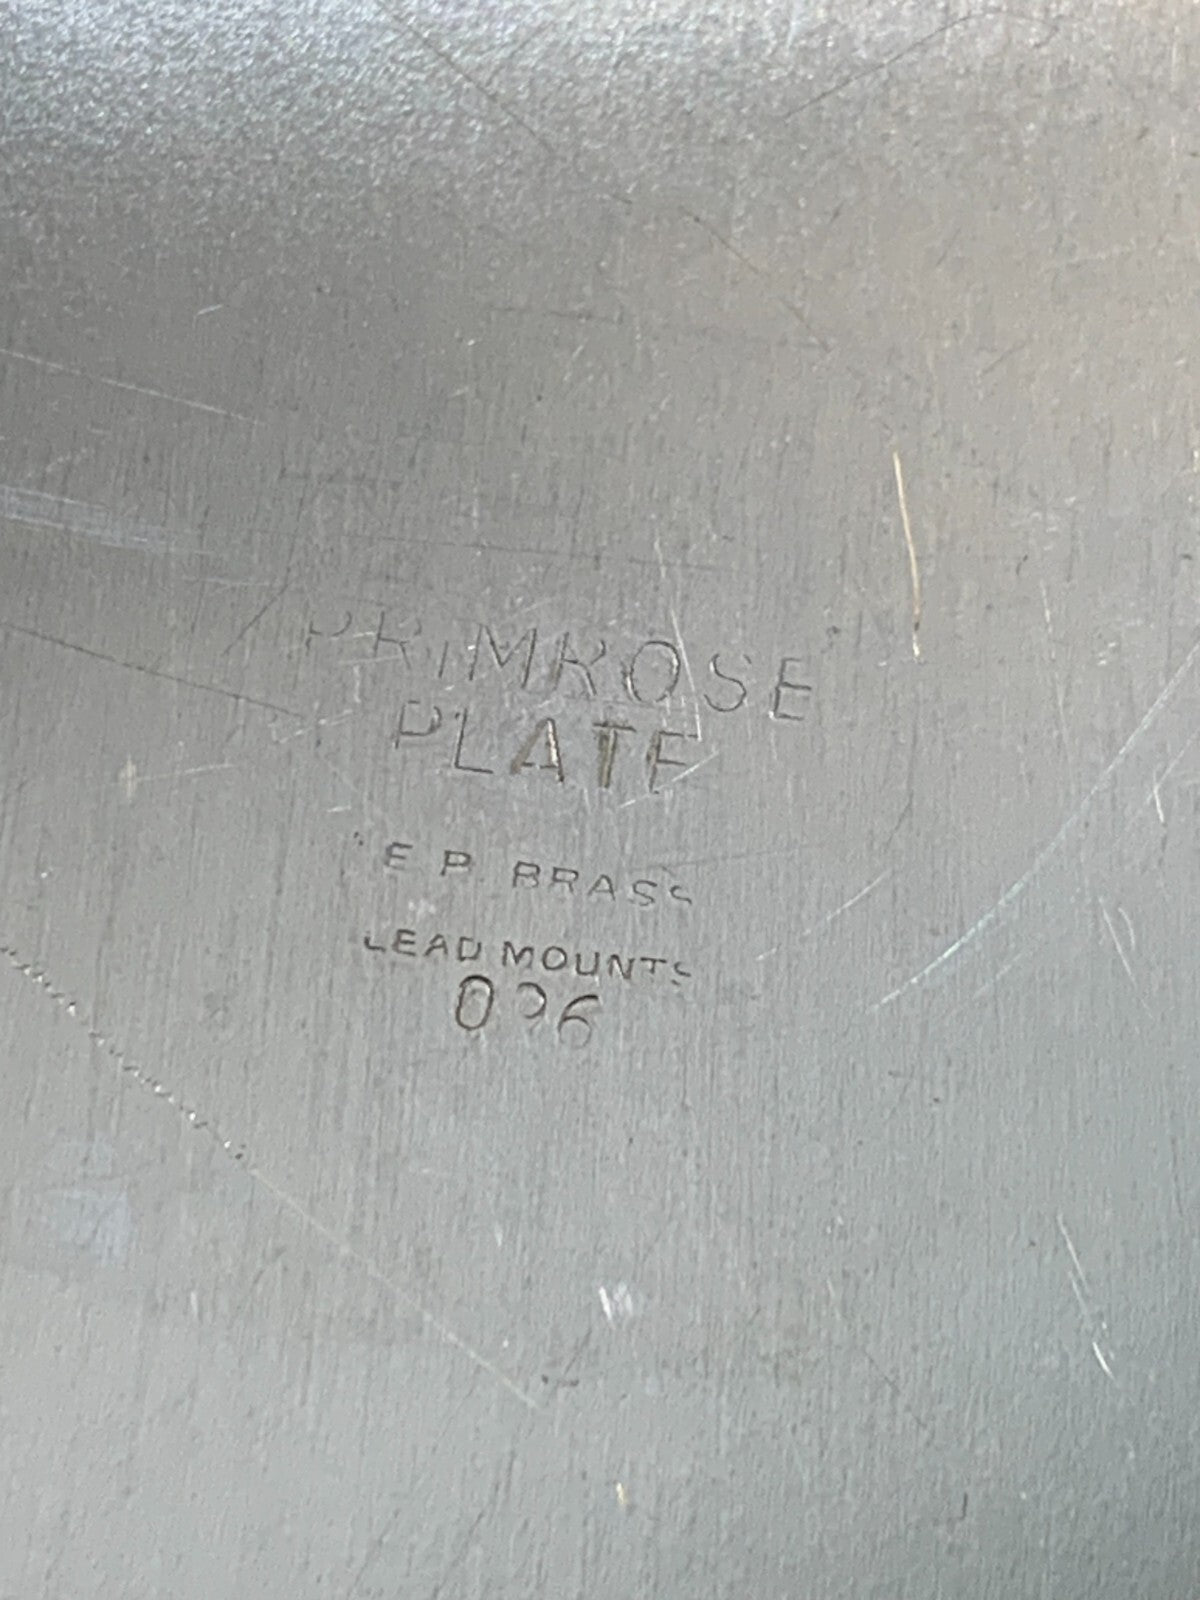 PRIMROSE
PLATE
E P BRASS
LEAD MOUNTS